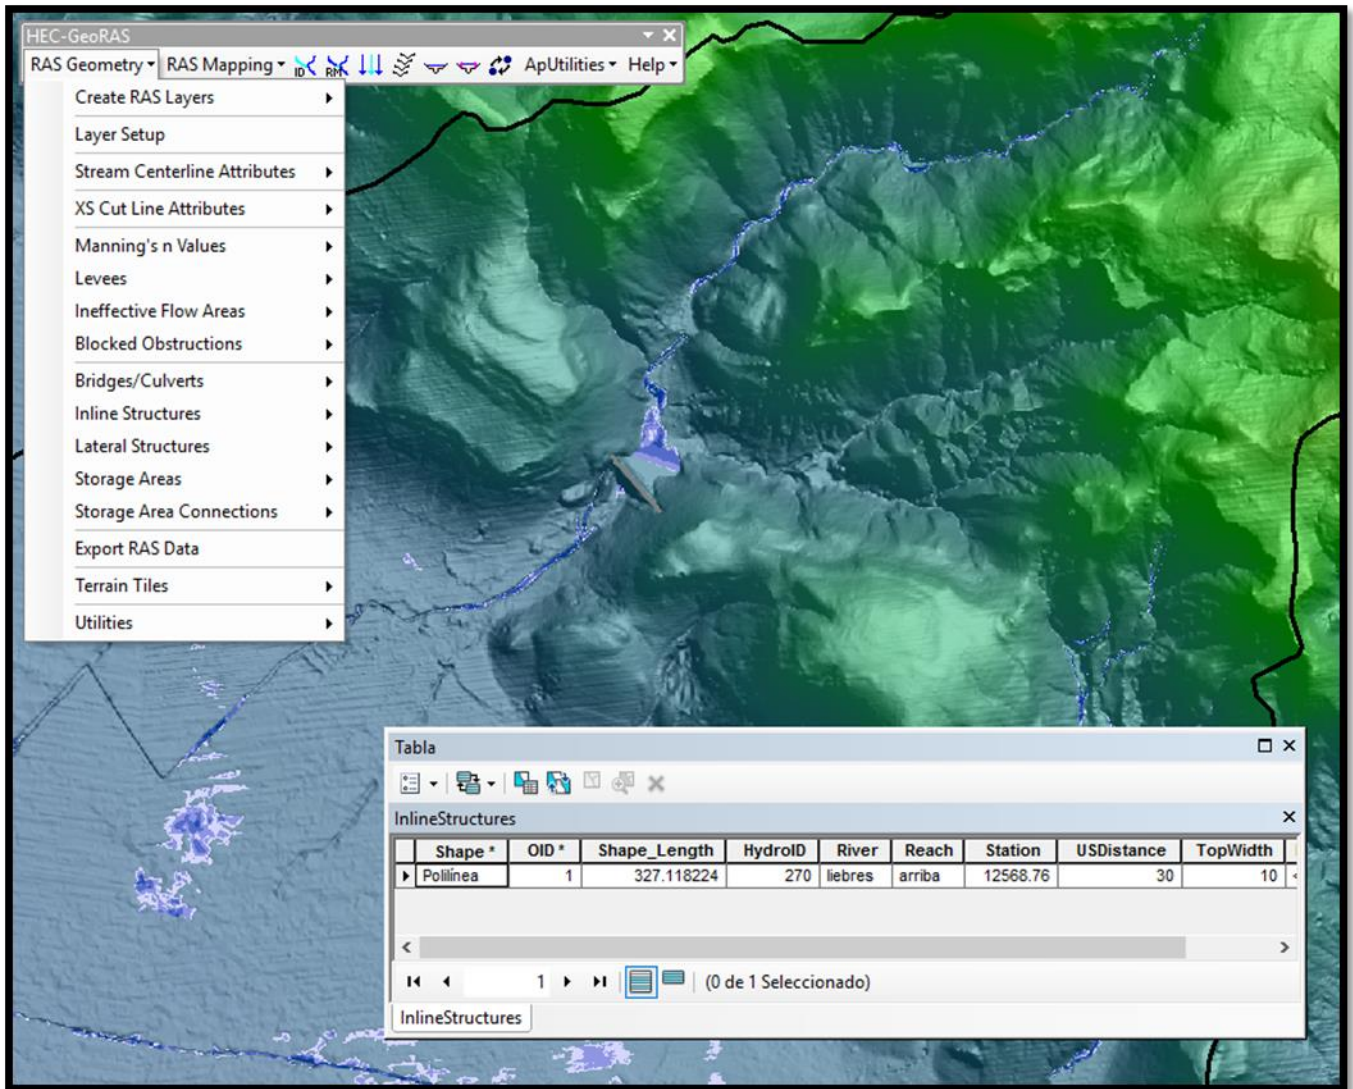 HEC-GeoRAS
RAS Geometry RAS Mapping ID RM ApUtilities Help
Create RAS Layers
Layer Setup
Stream Centerline Attributes
XS Cut Line Attributes
Manning's n Values
Levees
Ineffective Flow Areas
Blocked Obstructions
Bridges/Culverts
Inline Structures
Lateral Structures
Storage Areas
Storage Area Connections
Export RAS Data
Terrain Tiles
Utilities
Tabla
InlineStructures
Shape * OID * Shape_Length HydroID River Reach Station USDistance TopWidth
Polilínea 1 327.118224 270 liebres arriba 12568.76 30 10
1 (0 de 1 Seleccionado)
InlineStructures